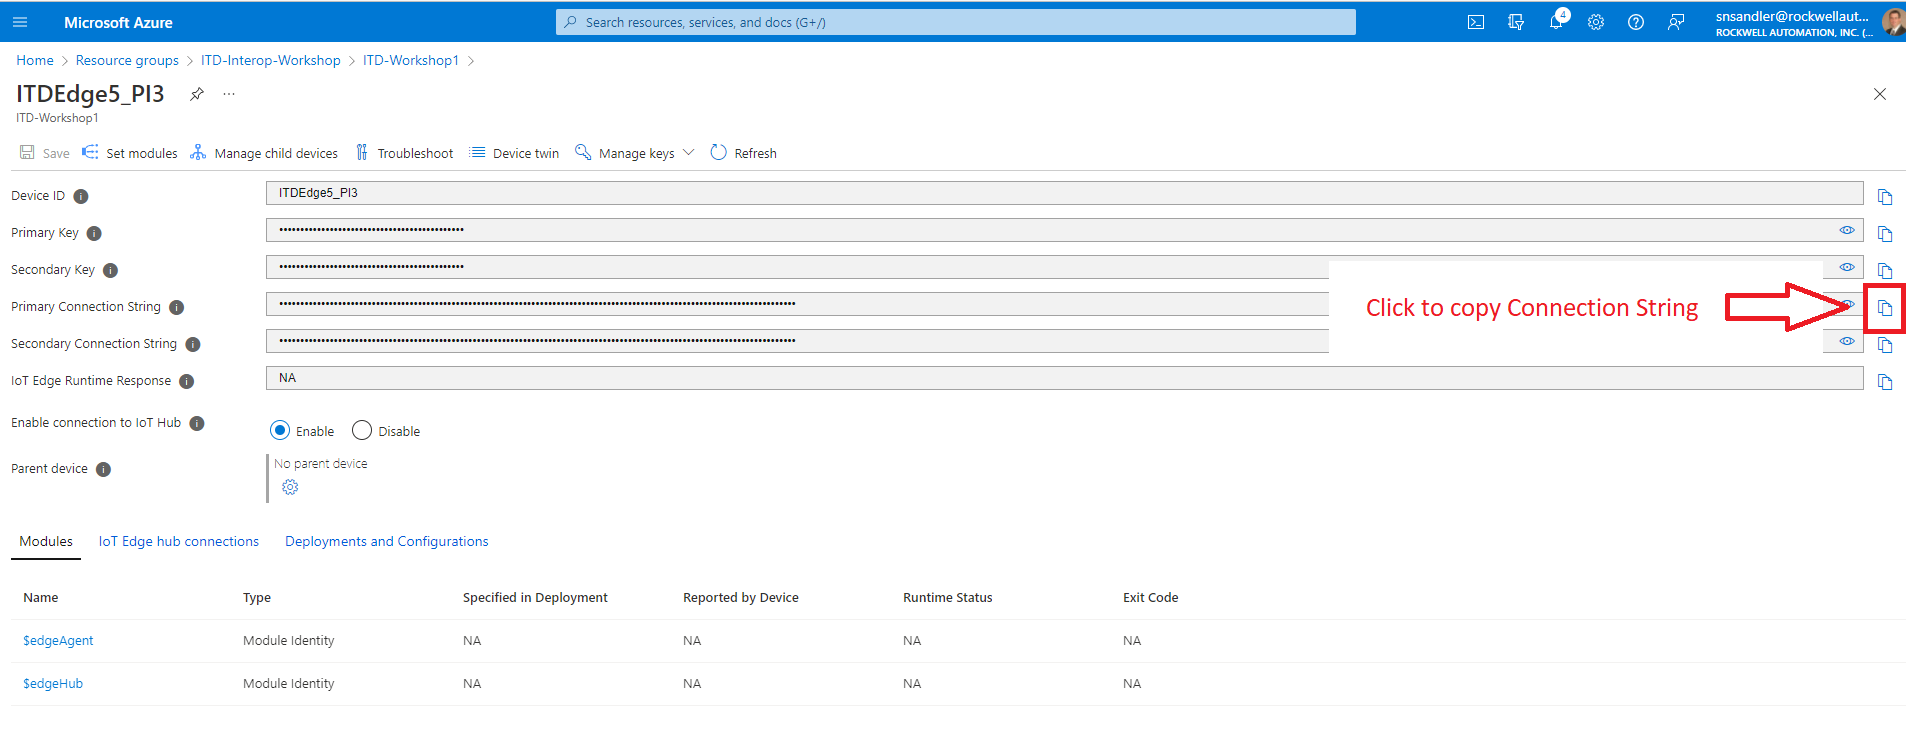 Microsoft Azure
Search resources, services, and docs (G+/)
4
snsandler@rockwellaut...
ROCKWELL AUTOMATION, INC. (...
Home > Resource groups > ITD-Interop-Workshop > ITD-Workshop1 >
ITDEdge5_PI3
...
ITD-Workshop1
Save Set modules Manage child devices Troubleshoot Device twin Manage keys Refresh
Device ID ITDEdge5_PI3
Primary Key
Secondary Key
Primary Connection String
Click to copy Connection String
Secondary Connection String
IoT Edge Runtime Response NA
Enable connection to IoT Hub Enable Disable
Parent device No parent device
Modules IoT Edge hub connections Deployments and Configurations
Name Type Specified in Deployment Reported by Device Runtime Status Exit Code
$edgeAgent Module Identity NA NA NA NA
$edgeHub Module Identity NA NA NA NA